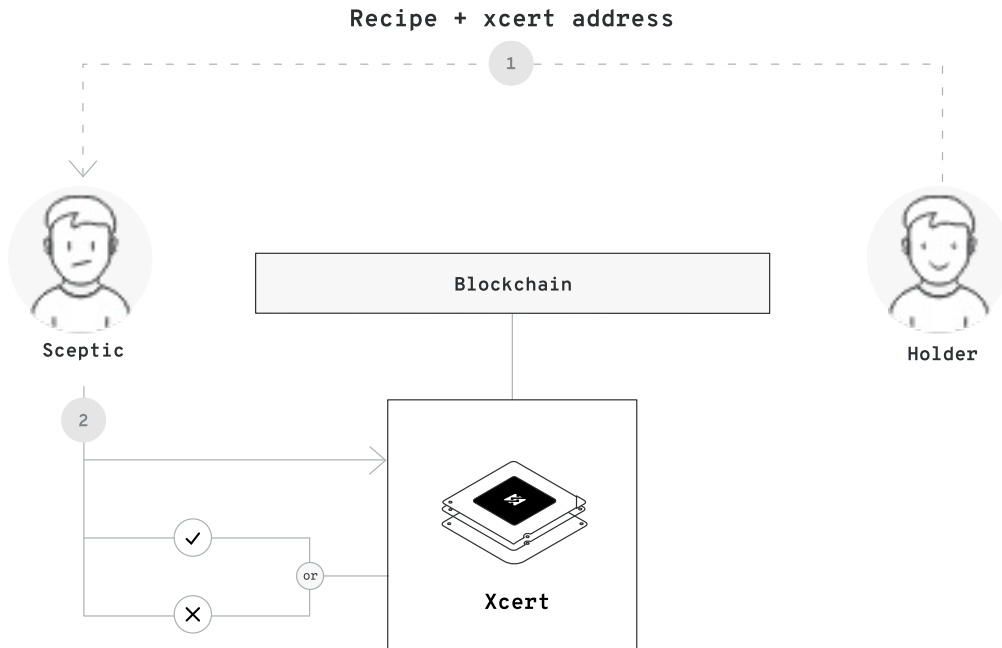 Recipe + xcert address
1
Blockchain
Sceptic
Holder
2
or
Xcert